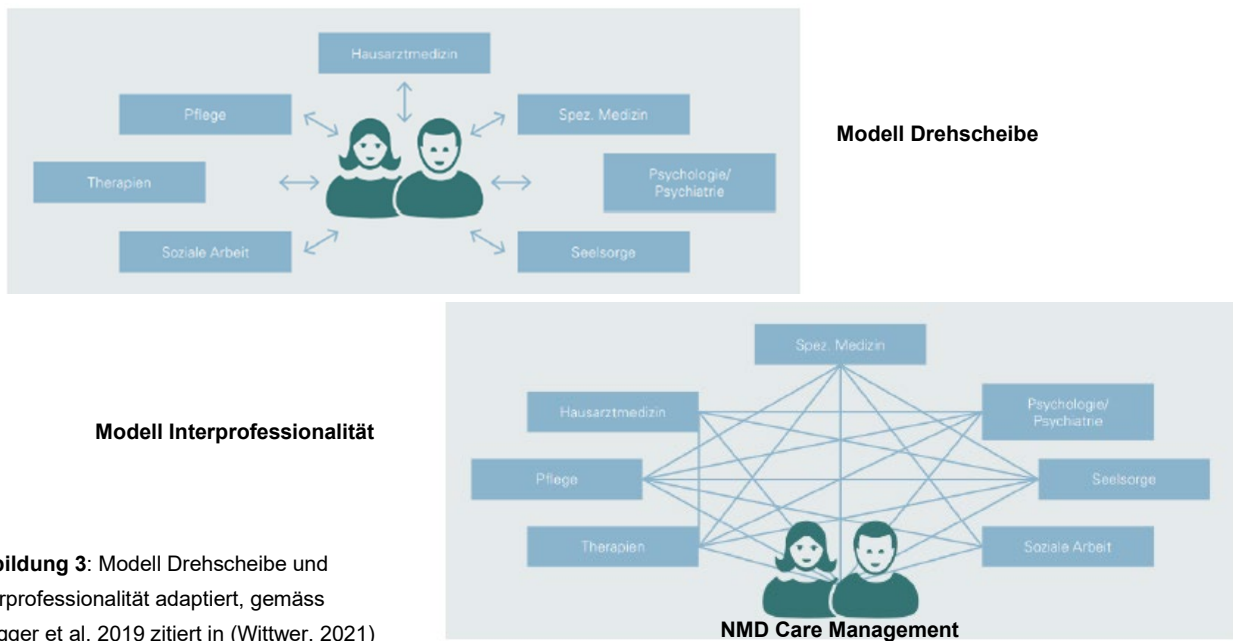 Hausarztmedizin
Pflege
Spez. Medizin
Modell Drehscheibe
Therapien
Psychologie/
Psychiatrie
Soziale Arbeit
Seelsorge
Modell Interprofessionalität
Spez. Medizin
Hausarztmedizin
Psychologie/
Psychiatrie
Pflege
Seelsorge
Therapien
Soziale Arbeit
NMD Care Management
bildung 3: Modell Drehscheibe und
rprofessionalität adaptiert, gemäss
gger et al. 2019 zitiert in (Wittwer, 2021)